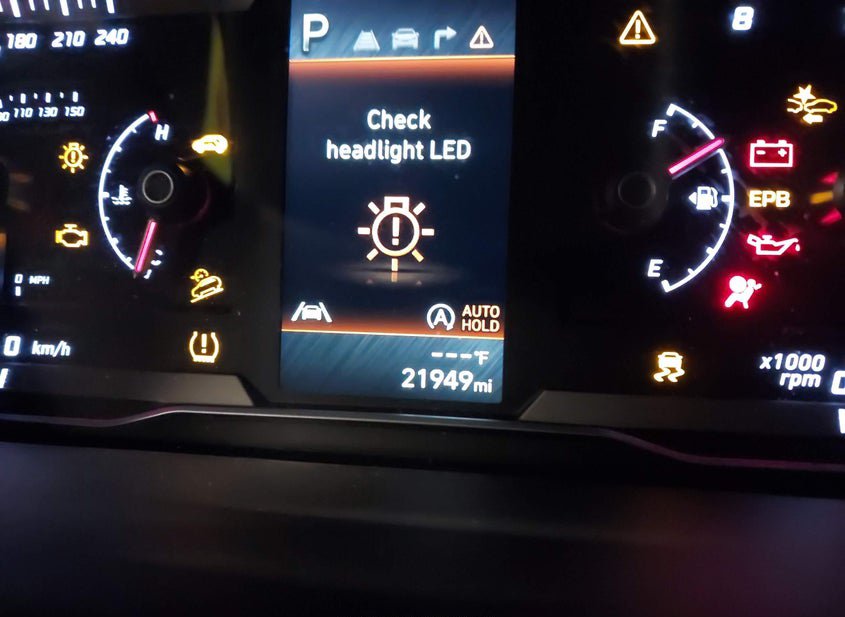 P
8
180 210 240
110 130 150
Check
headlight LED
H
F
EPB
E
0 MPH
A AUTO
HOLD
0 km/h
---°F
21949mi
x1000
rpm